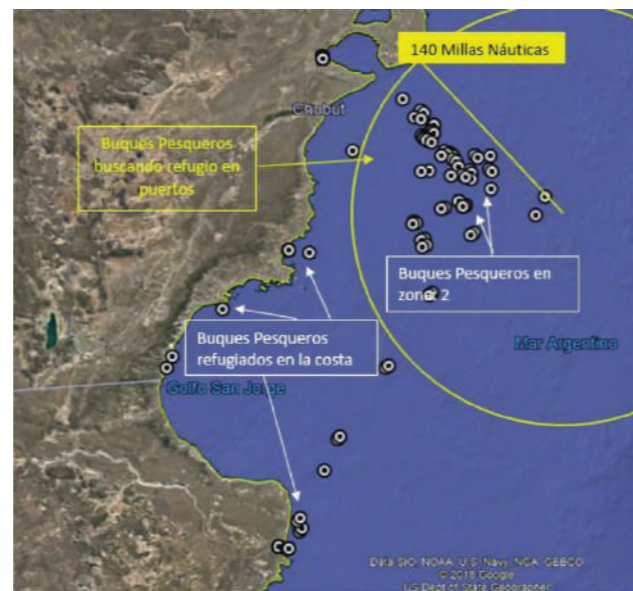 140 Millas Náuticas
Chubut
Buques Pesqueros
buscando refugio en
puertos
Buques Pesqueros en
zona 2
Buques Pesqueros
refugiados en la costa
Mar Argentino
Golfo San Jorge
Data SIO, NOAA, U.S. Navy, NGA, GEBCO
© 2018 Google
US Dept of State Geographer